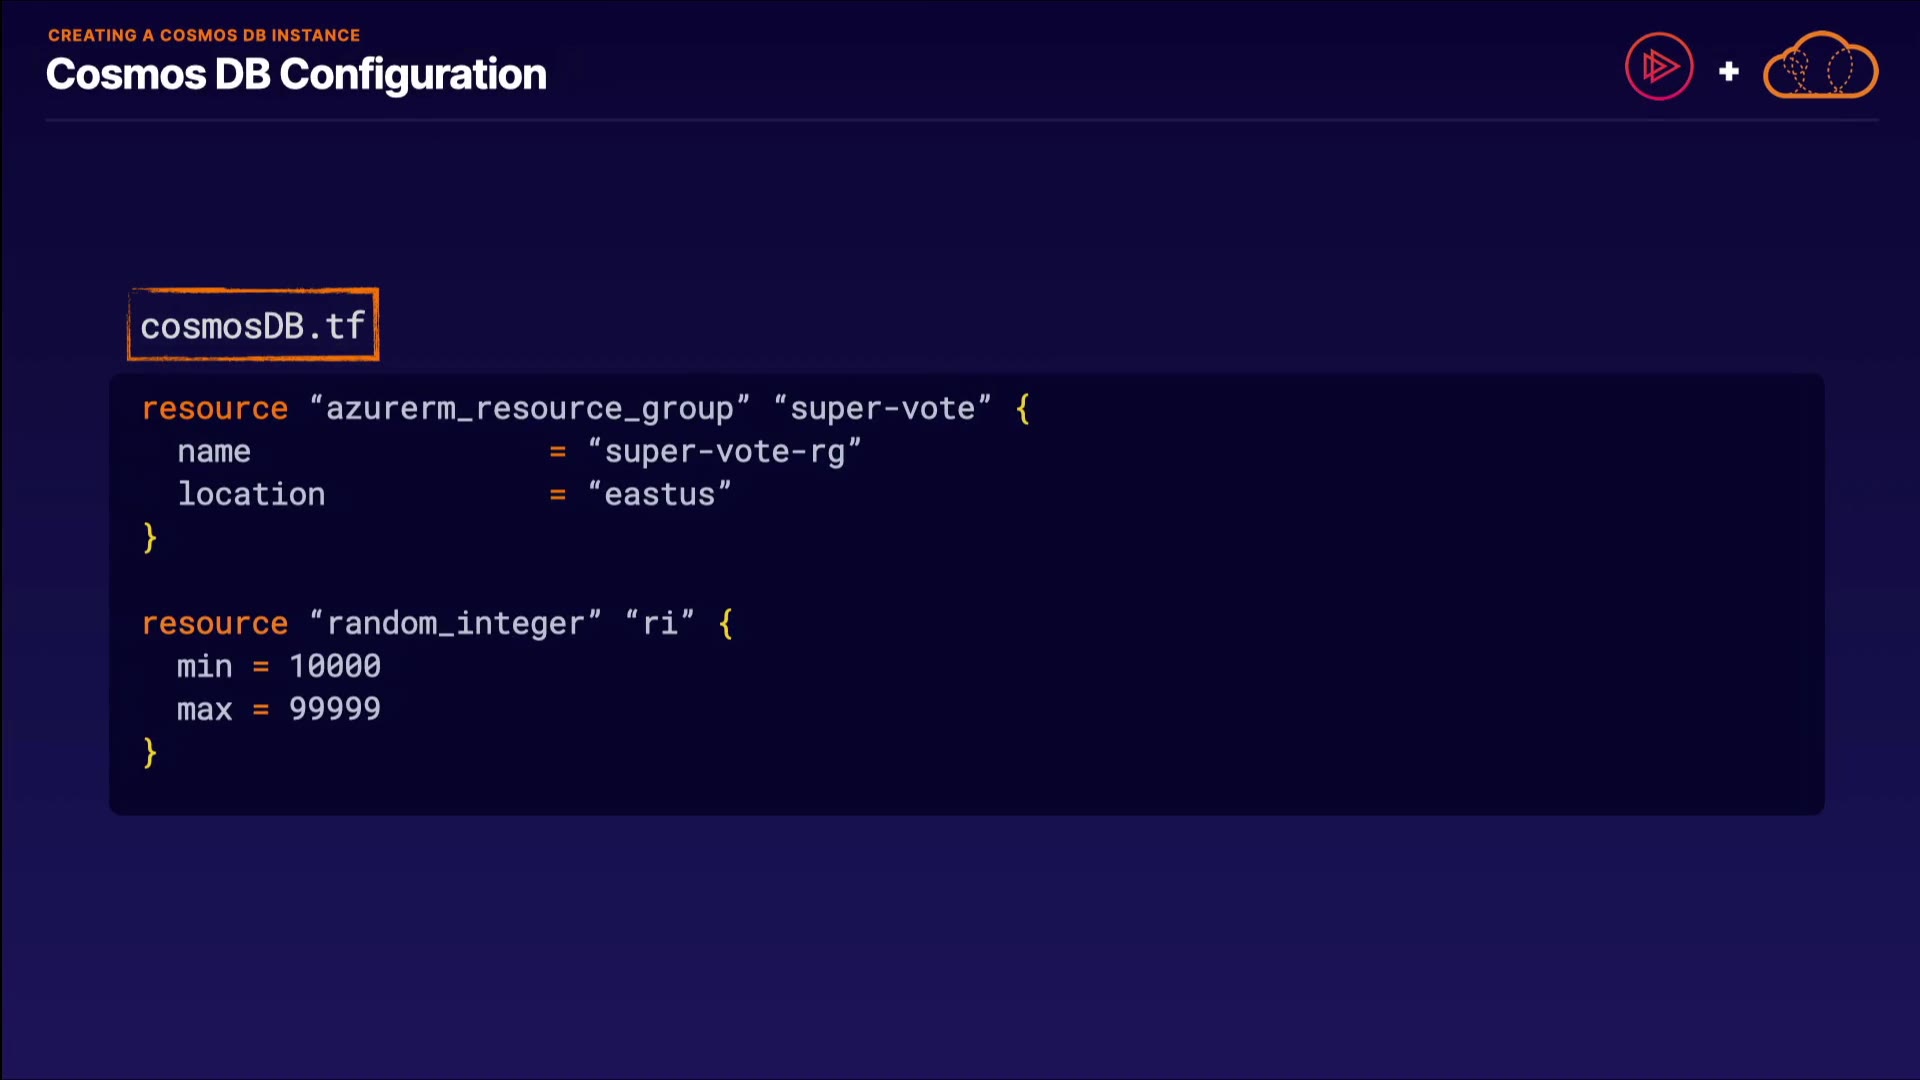 CREATING A COSMOS DB INSTANCE
Cosmos DB Configuration
+
cosmosDB.tf
resource “azurerm_resource_group” “super-vote” {
  name                = “super-vote-rg”
  location            = “eastus”
}
resource “random_integer” “ri” {
  min = 10000
  max = 99999
}